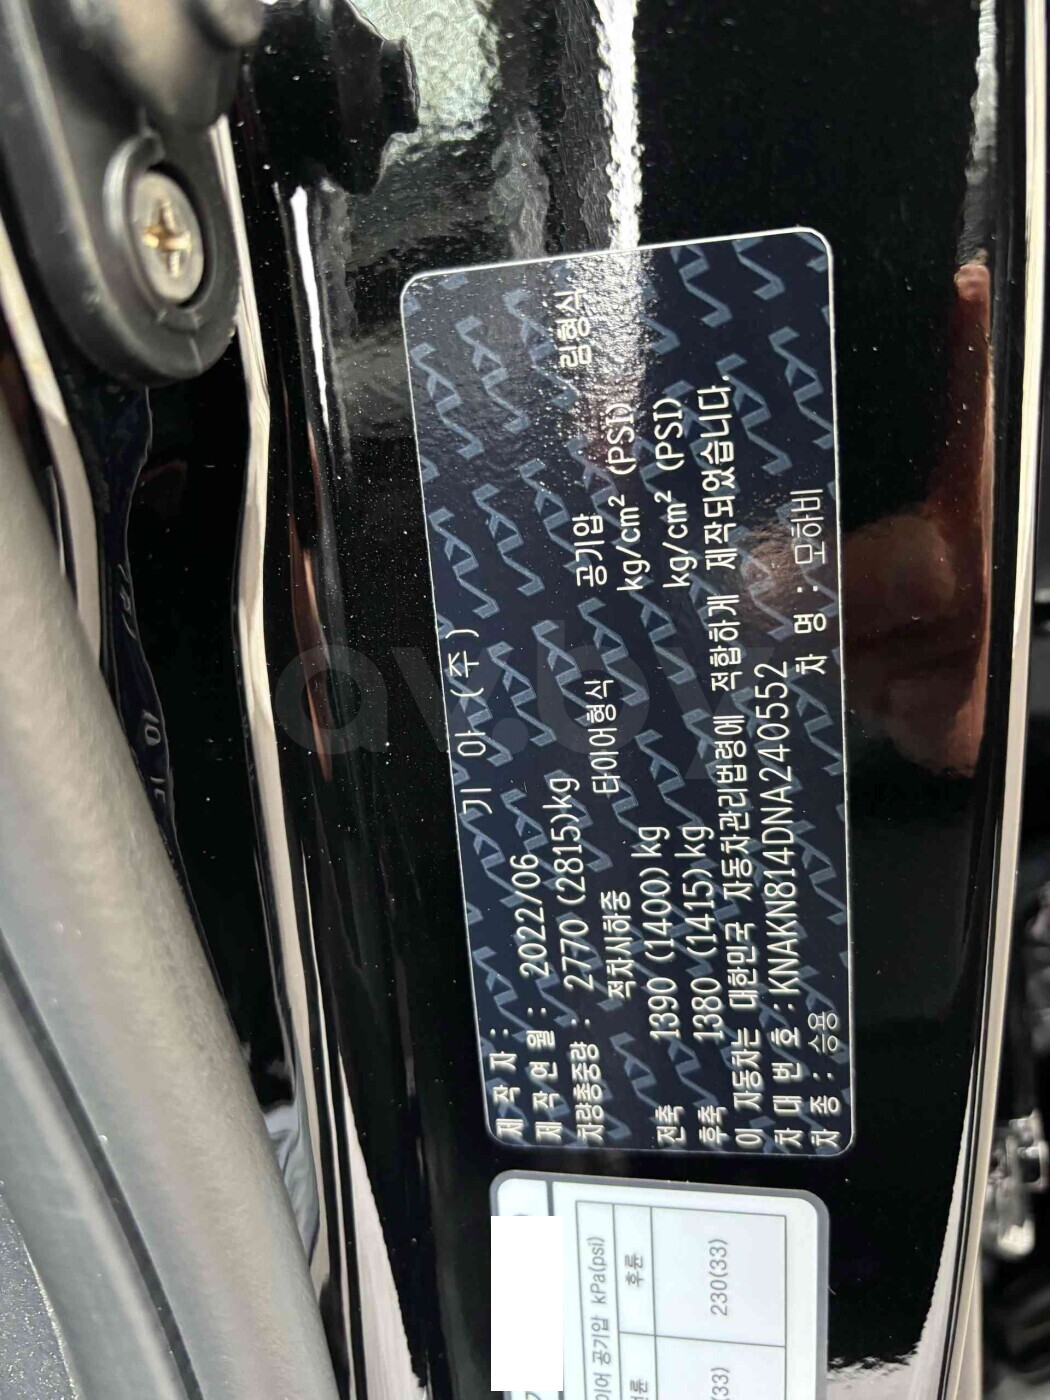 제 작 자 : 기 아 (주)
제 작 연 월 : 2022/06
차량총중량 : 2770 (2815)kg
적차시하중 타이어형식 공기압 림형식
전축 1390 (1400)kg kg/cm² (PSI)
후축 1380 (1415)kg kg/cm² (PSI)
이 자동차는 대한민국 자동차관리법령에 적합하게 제작되었습니다.
차 대 번 호 : KNAKN814DNA240552
차 종 : 승용 차 명 : 모하비
공기압 kPa(psi)
후륜
(33) 230(33)
av.by